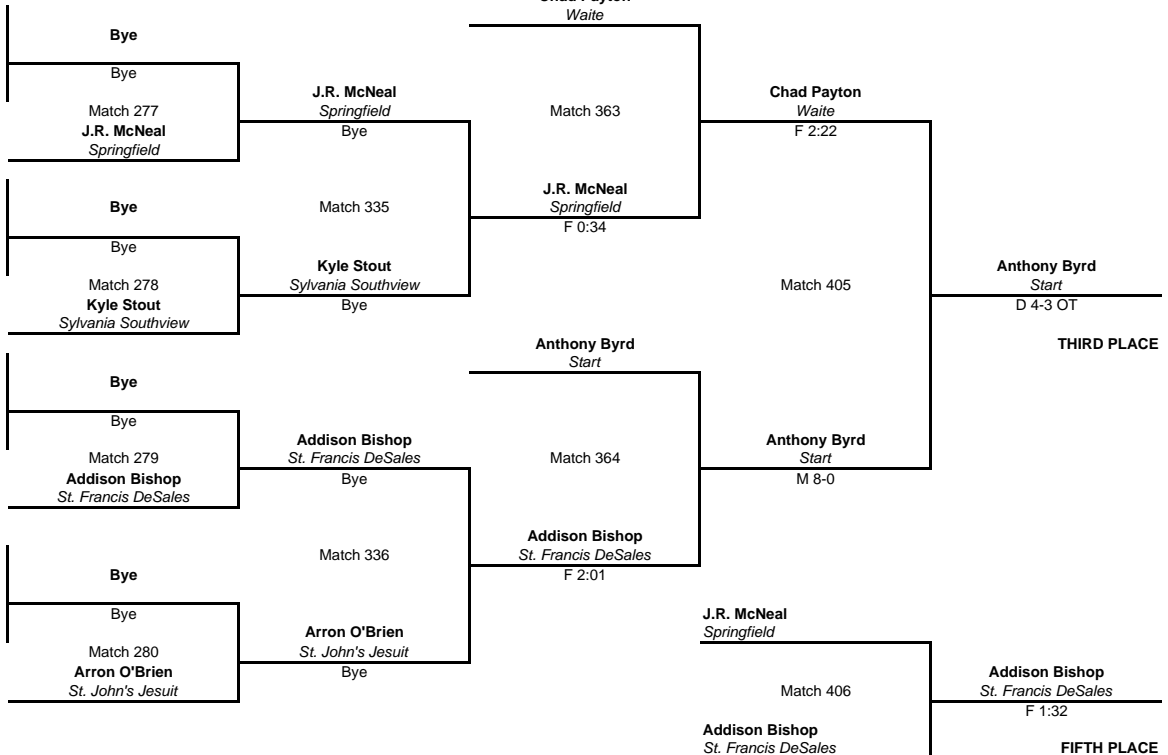 Chad Payton
Waite
Bye
Bye
Match 277
J.R. McNeal
Springfield
J.R. McNeal
Springfield
Bye
Match 363
Chad Payton
Waite
F 2:22
Bye
Bye
Match 278
Kyle Stout
Sylvania Southview
Match 335
Kyle Stout
Sylvania Southview
Bye
J.R. McNeal
Springfield
F 0:34
Match 405
Anthony Byrd
Start
D 4-3 OT
THIRD PLACE
Bye
Bye
Match 279
Addison Bishop
St. Francis DeSales
Addison Bishop
St. Francis DeSales
Bye
Anthony Byrd
Start
Match 364
Anthony Byrd
Start
M 8-0
Bye
Bye
Match 280
Arron O'Brien
St. John's Jesuit
Match 336
Arron O'Brien
St. John's Jesuit
Bye
Addison Bishop
St. Francis DeSales
F 2:01
J.R. McNeal
Springfield
Match 406
Addison Bishop
St. Francis DeSales
Addison Bishop
St. Francis DeSales
F 1:32
FIFTH PLACE